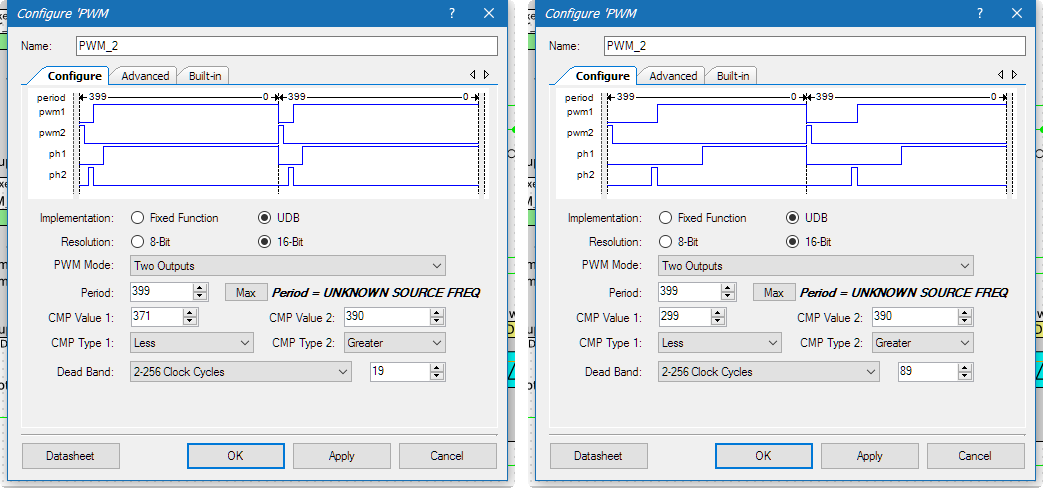 Configure 'PWM ? ×
Name: PWM_2
Configure Advanced Built-in
period 399 0 399 0
pwm1
pwm2
ph1
ph2
Implementation: Fixed Function UDB
Resolution: 8-Bit 16-Bit
PWM Mode: Two Outputs
Period: 399 Max Period = UNKNOWN SOURCE FREQ
CMP Value 1: 371 CMP Value 2: 390
CMP Type 1: Less CMP Type 2: Greater
Dead Band: 2-256 Clock Cycles 19
Datasheet OK Apply Cancel
Configure 'PWM ? ×
Name: PWM_2
Configure Advanced Built-in
period 399 0 399 0
pwm1
pwm2
ph1
ph2
Implementation: Fixed Function UDB
Resolution: 8-Bit 16-Bit
PWM Mode: Two Outputs
Period: 399 Max Period = UNKNOWN SOURCE FREQ
CMP Value 1: 299 CMP Value 2: 390
CMP Type 1: Less CMP Type 2: Greater
Dead Band: 2-256 Clock Cycles 89
Datasheet OK Apply Cancel